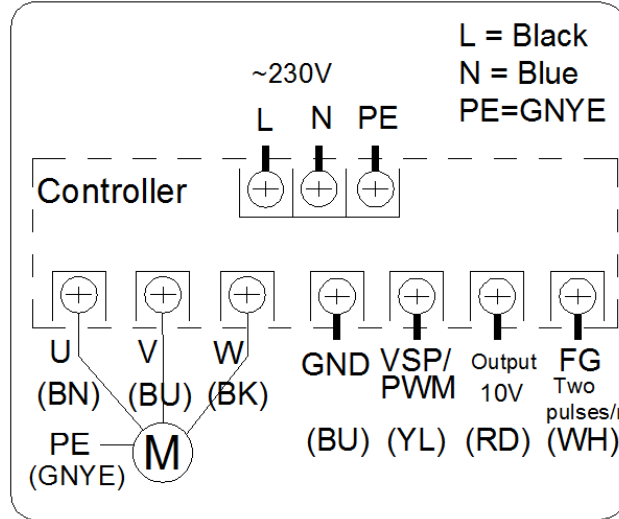 L = Black
N = Blue
PE=GNYE
~230V
L N PE
Controller
U V W
(BN) (BU) (BK)
PE
(GNYE)
M
GND VSP/PWM Output 10V FG
Two
pulses/r
(BU) (YL) (RD) (WH)